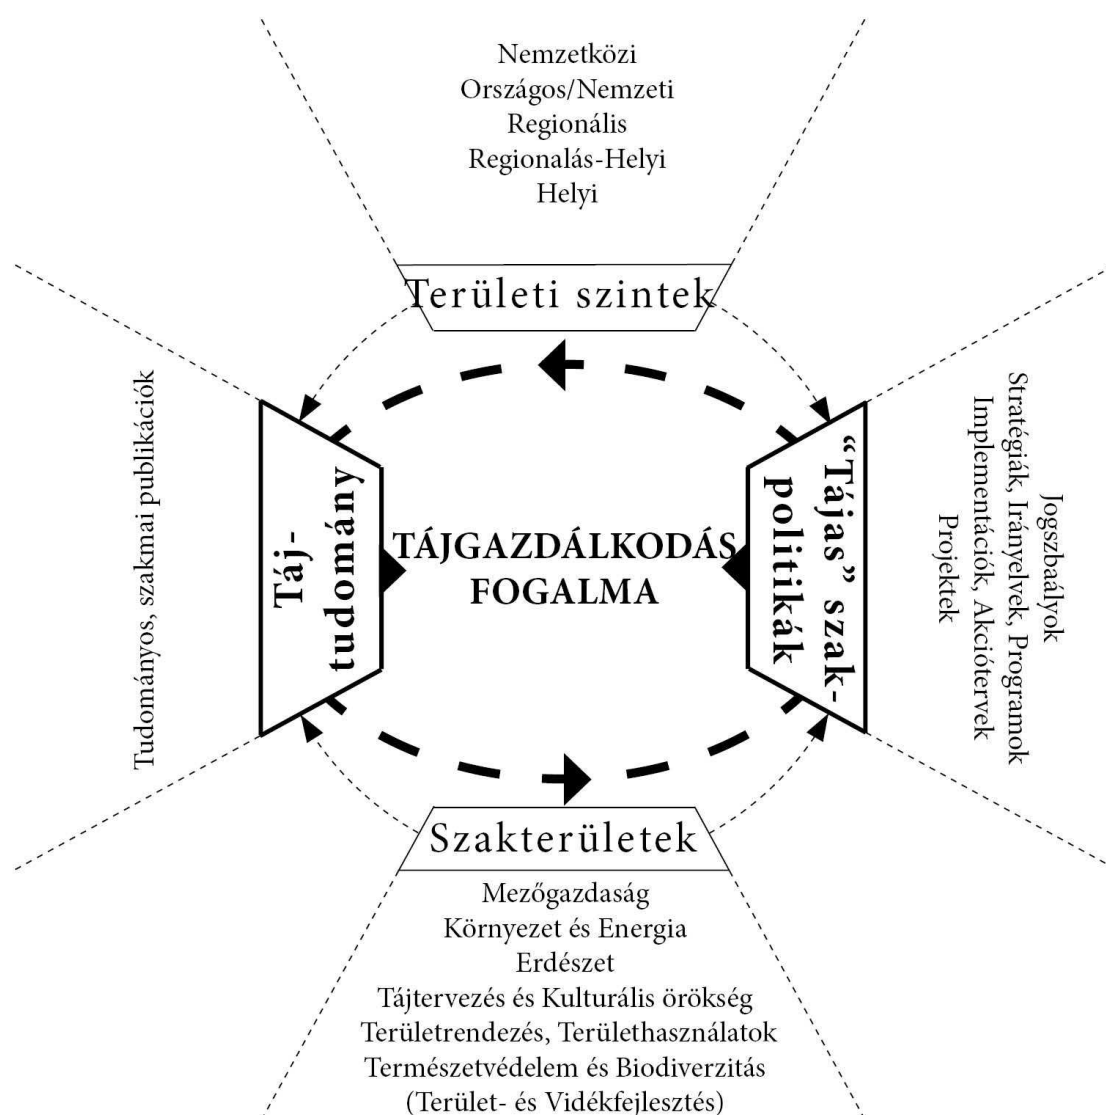 Nemzetközi
Országos/Nemzeti
Regionális
Regionalás-Helyi
Helyi
Területi szintek
Tudományos, szakmai publikációk
Táj-
tudomány
TÁJGAZDÁLKODÁS
FOGALMA
“Tájas” szak-
politikák
Jogszbaályok
Stratégiák, Irányelvek, Programok
Implementációk, Akciótervek
Projektek
Szakterületek
Mezőgazdaság
Környezet és Energia
Erdészet
Tájtervezés és Kulturális örökség
Területrendezés, Területhasználatok
Természetvédelem és Biodiverzitás
(Terület- és Vidékfejlesztés)